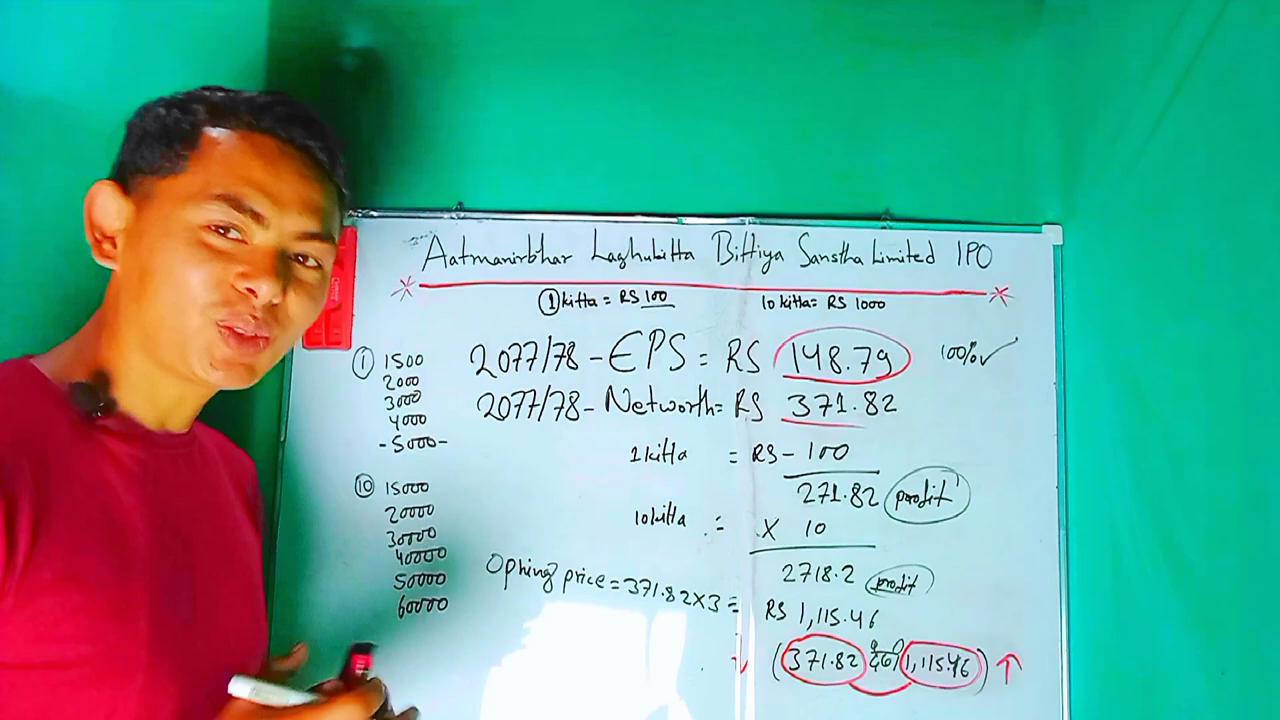 Aatmanirbhar Laghubitta Bittiya Sanstha Limited IPO
1 kitta = RS 100 10 kitta = RS 1000
2077/78 - EPS = RS 148.79 100% ✓
2077/78 - Networth = RS 371.82
1 kitta = RS - 100
271.82 profit
10 kitta = X 10
2718.2 profit
Opning price = 371.82 X 3 = RS 1,115.46
(371.82 1,115.46) ↑
1 1500
2000
3000
4000
-5000-
10 15000
20000
30000
40000
50000
60000